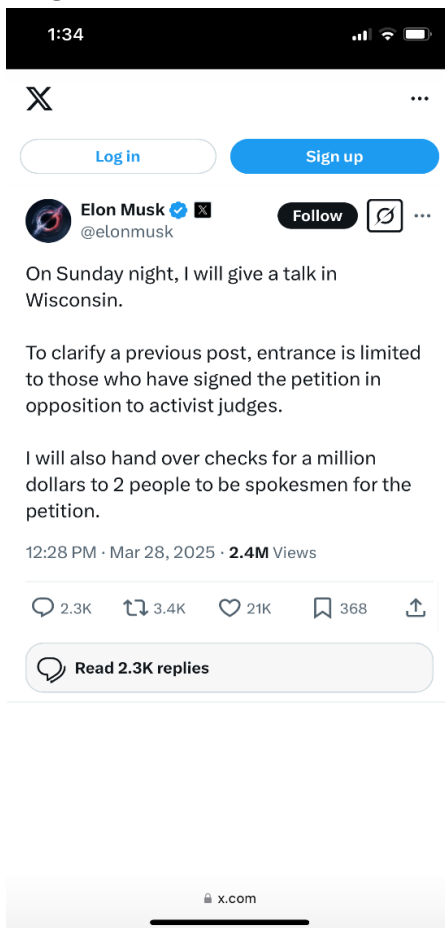 1:34
Log in
Sign up
Elon Musk
Follow
@elonmusk
On Sunday night, I will give a talk in
Wisconsin.
To clarify a previous post, entrance is limited
to those who have signed the petition in
opposition to activist judges.
I will also hand over checks for a million
dollars to 2 people to be spokesmen for the
petition.
12:28 PM · Mar 28, 2025 · 2.4M Views
2.3K 3.4K 21K 368
Read 2.3K replies
x.com